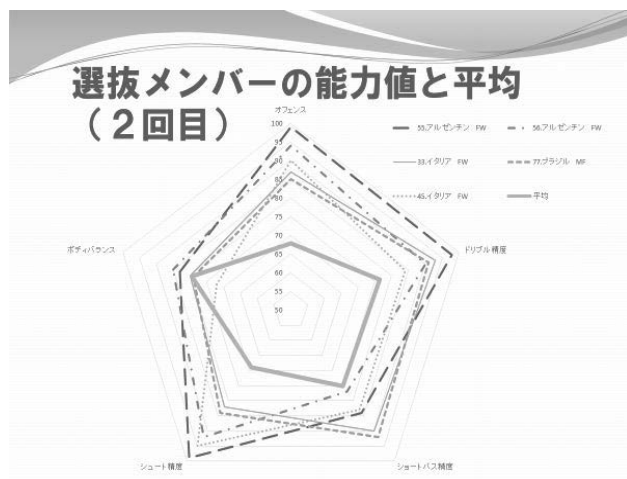 選抜メンバーの能力値と平均
（２回目）
オフェンス
100
95
90
85
80
75
70
65
60
55
50
55.アルゼンチン FW
56.アルゼンチン FW
33.イタリア FW
77.ブラジル MF
45.イタリア FW
平均
ボディバランス
ドリブル精度
シュート精度
ショートパス精度